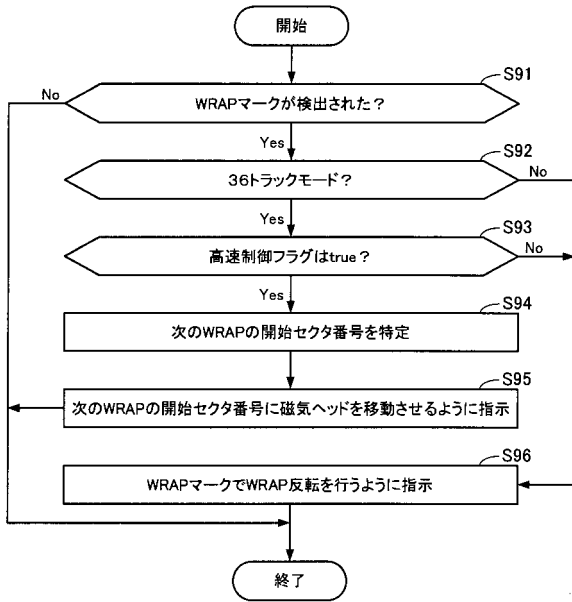 開始
S91
WRAPマークが検出された？
No
Yes
S92
36トラックモード？
No
Yes
S93
高速制御フラグはtrue？
No
Yes
S94
次のWRAPの開始セクタ番号を特定
S95
次のWRAPの開始セクタ番号に磁気ヘッドを移動させるように指示
S96
WRAPマークでWRAP反転を行うように指示
終了